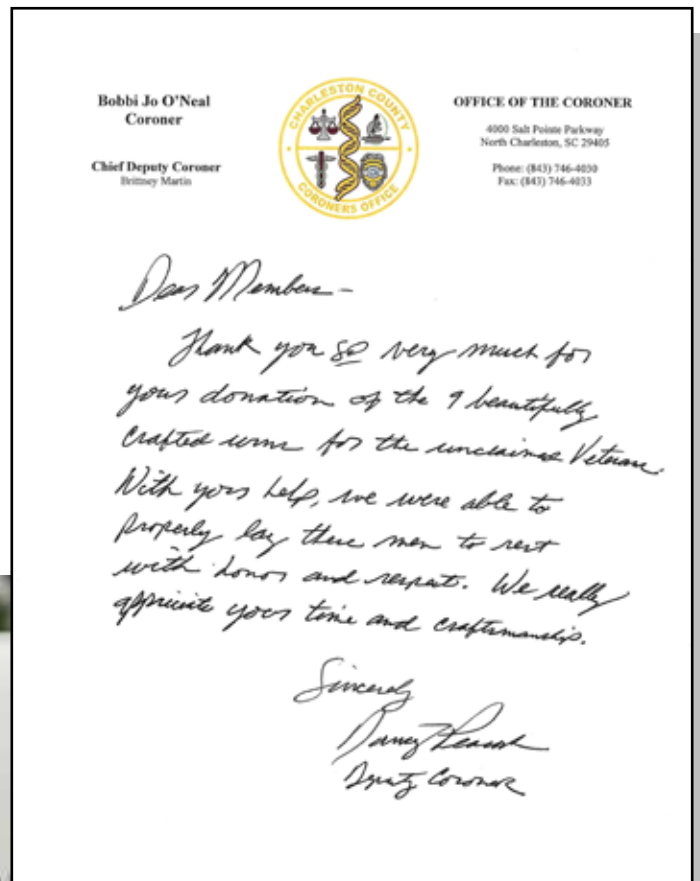 Bobbi Jo O'Neal
Coroner
Chief Deputy Coroner
Brittney Martin
CHARLESTON COUNTY
CORONERS OFFICE
OFFICE OF THE CORONER
4000 Salt Pointe Parkway
North Charleston, SC 29405
Phone: (843) 746-4030
Fax: (843) 746-4033
Dear Members -
Thank you so very much for
your donation of the 9 beautifully
crafted urns for the unclaimed Veterans.
With your help, we were able to
properly lay these men to rest
with honor and respect. We really
appriciate your time and craftsmanship.
Sincerely
Peacock
Deputy Coroner